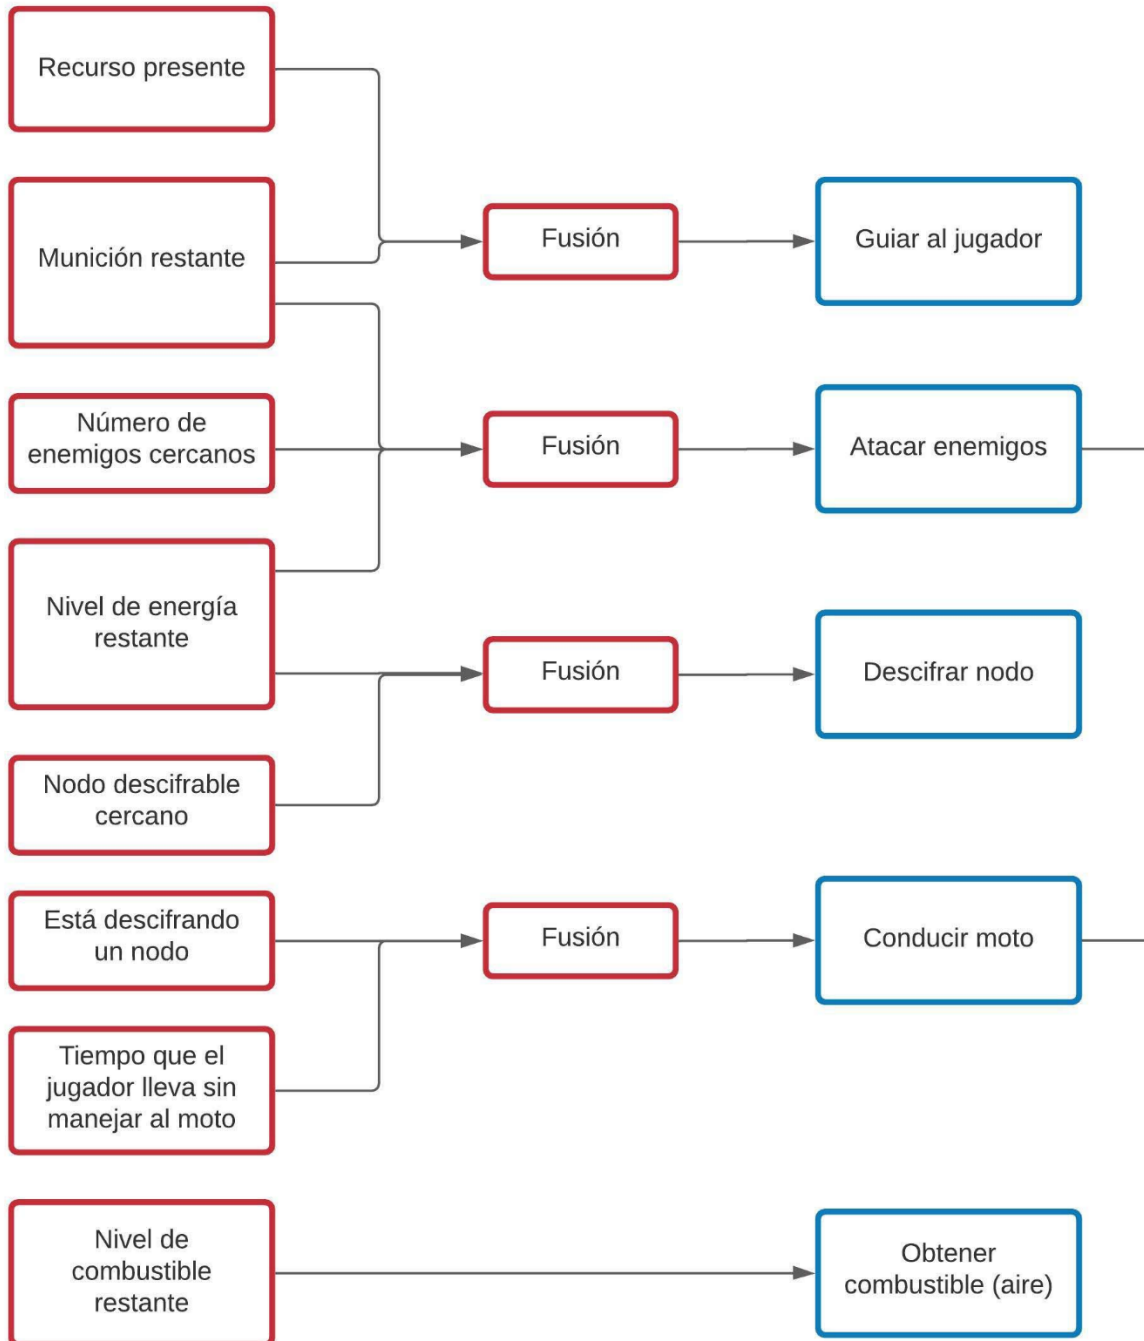 Recurso presente
Munición restante
Fusión
Guiar al jugador
Número de
enemigos cercanos
Fusión
Atacar enemigos
Nivel de energía
restante
Fusión
Descifrar nodo
Nodo descifrable
cercano
Está descifrando
un nodo
Fusión
Conducir moto
Tiempo que el
jugador lleva sin
manejar al moto
Nivel de
combustible
restante
Obtener
combustible (aire)